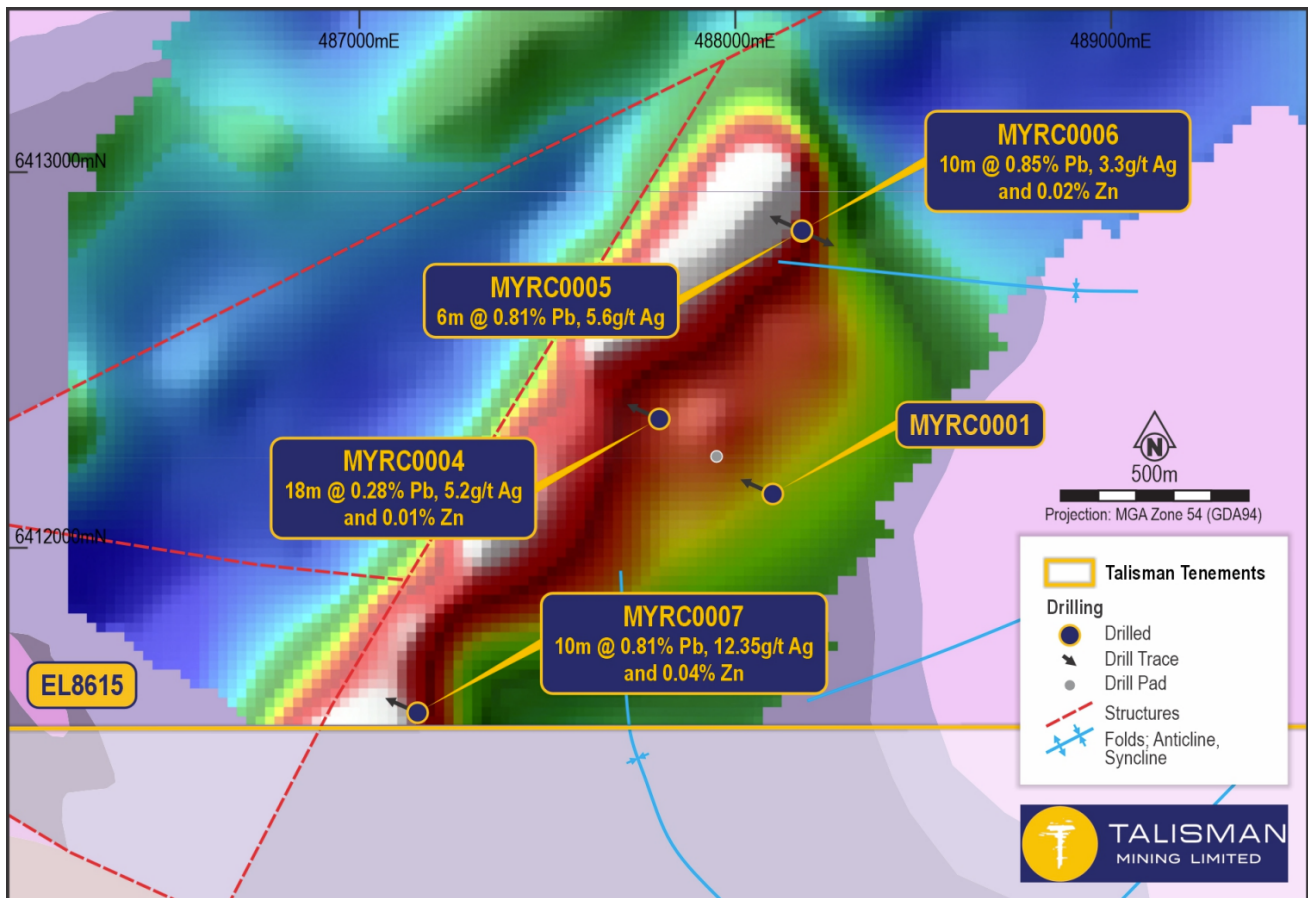 487000mE
488000mE
489000mE
6413000mN
MYRC0006
10m @ 0.85% Pb, 3.3g/t Ag
and 0.02% Zn
MYRC0005
6m @ 0.81% Pb, 5.6g/t Ag
MYRC0001
MYRC0004
18m @ 0.28% Pb, 5.2g/t Ag
and 0.01% Zn
N
500m
Projection: MGA Zone 54 (GDA94)
6412000mN
MYRC0007
10m @ 0.81% Pb, 12.35g/t Ag
and 0.04% Zn
EL8615
Talisman Tenements
Drilling
Drilled
Drill Trace
Drill Pad
Structures
Folds; Anticline,
Syncline
TALISMAN
MINING LIMITED